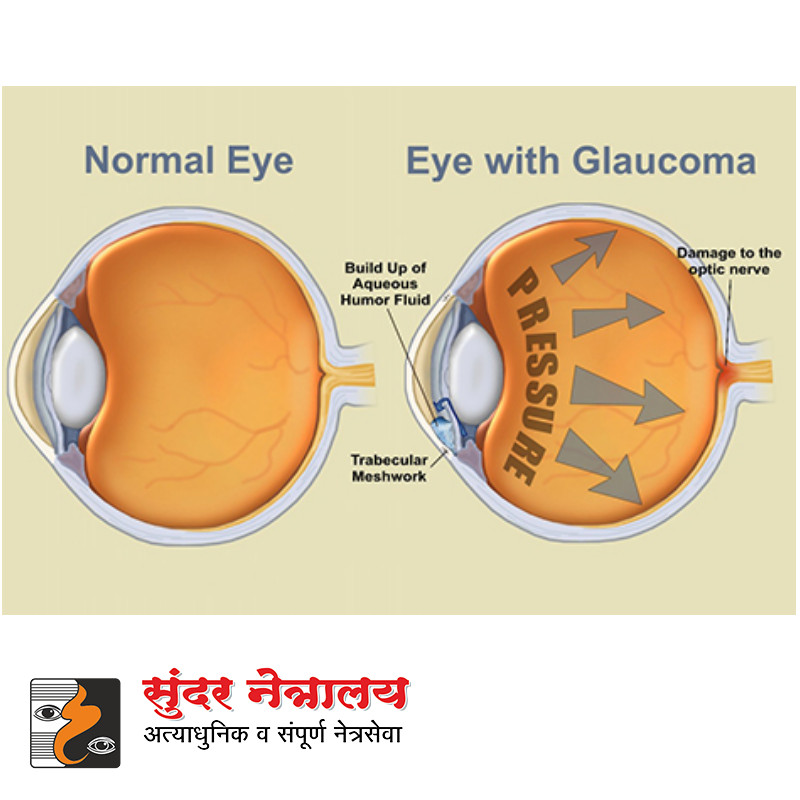 Normal Eye
Eye with Glaucoma
Build Up of
Aqueous
Humor Fluid
Damage to the
optic nerve
PRESSURE
Trabecular
Meshwork
सुंदर नेत्रालय
अत्याधुनिक व संपूर्ण नेत्रसेवा